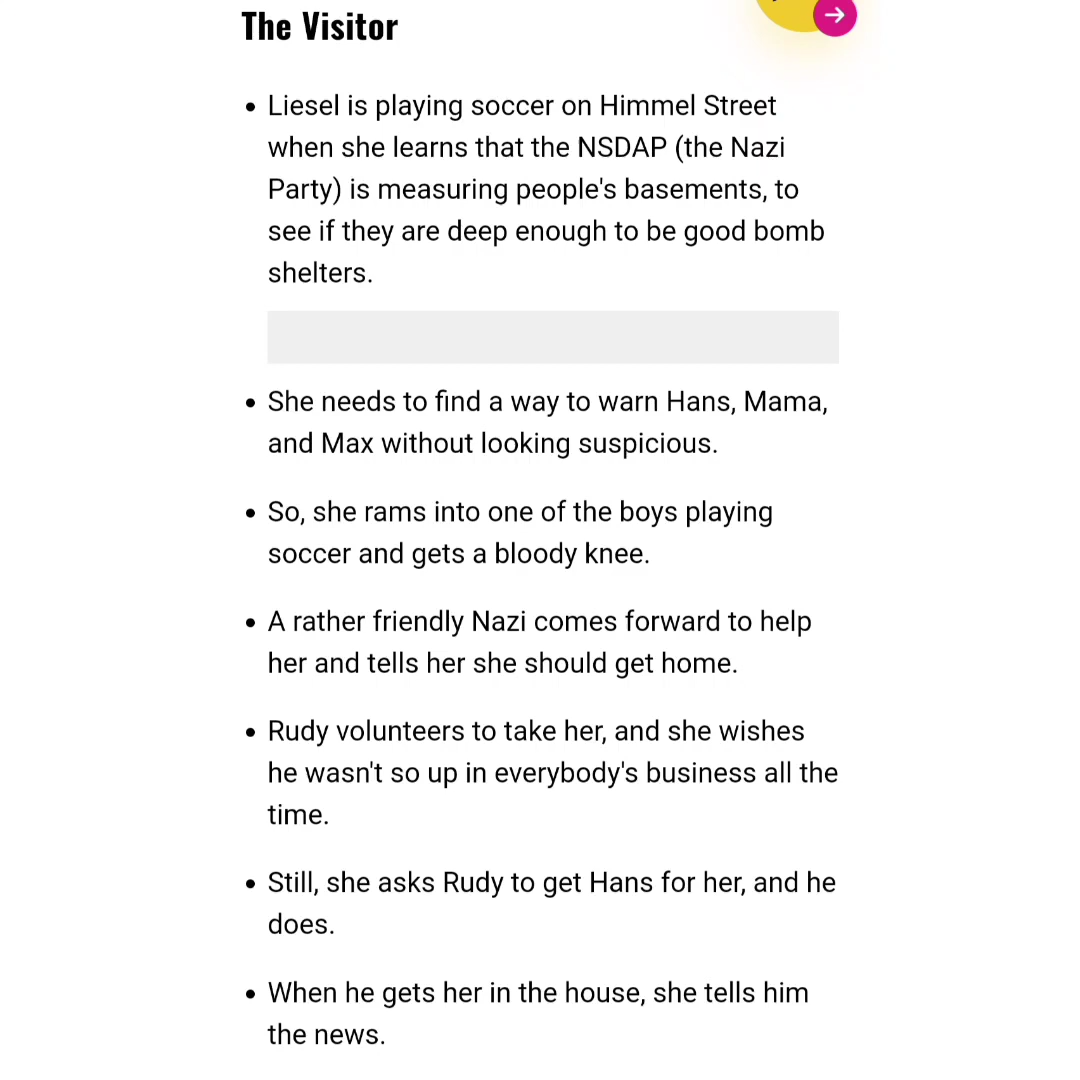 The Visitor
• Liesel is playing soccer on Himmel Street
when she learns that the NSDAP (the Nazi
Party) is measuring people's basements, to
see if they are deep enough to be good bomb
shelters.
• She needs to find a way to warn Hans, Mama,
and Max without looking suspicious.
• So, she rams into one of the boys playing
soccer and gets a bloody knee.
• A rather friendly Nazi comes forward to help
her and tells her she should get home.
• Rudy volunteers to take her, and she wishes
he wasn't so up in everybody's business all the
time.
• Still, she asks Rudy to get Hans for her, and he
does.
• When he gets her in the house, she tells him
the news.